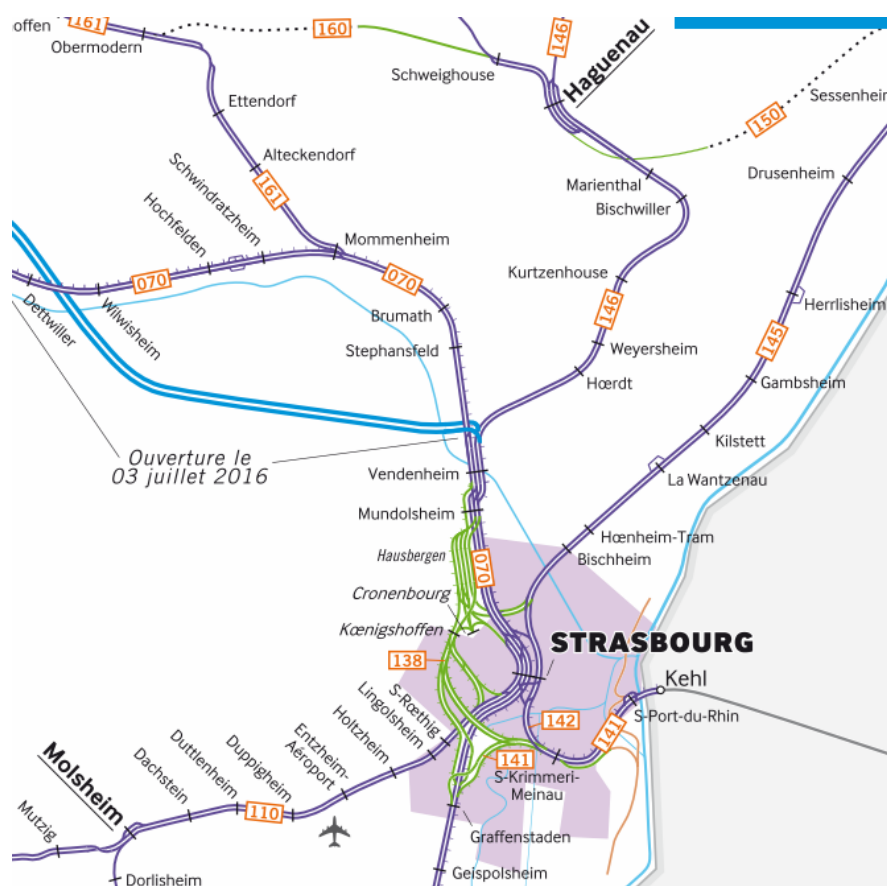 161
offen
Obermodern
160
146
Schweighouse
Haguenau
Sessenheim
150
Ettendorf
Alteckendorf
161
Schwindratzheim
Hochfelden
Marienthal
Bischwiller
Drusenheim
Mommenheim
070
070
Kurtzenhouse
146
Herrlisheim
Dettwiller
Wilwisheim
Brumath
Stephansfeld
Weyersheim
145
Hœrdt
Gambsheim
Kilstett
Ouverture le
03 juillet 2016
Vendenheim
La Wantzenau
Mundolsheim
Hœnheim-Tram
Bischheim
Hausbergen
070
Cronenbourg
Kœnigshoffen
STRASBOURG
138
Kehl
S-Rœthig
Lingolsheim
Holtzheim
Entzheim-
Aéroport
Duppigheim
Duttlenheim
Dachstein
Molsheim
Mutzig
142
141
S-Port-du-Rhin
141
S-Krimmeri-
Meinau
110
Graffenstaden
Geispolsheim
Dorlisheim